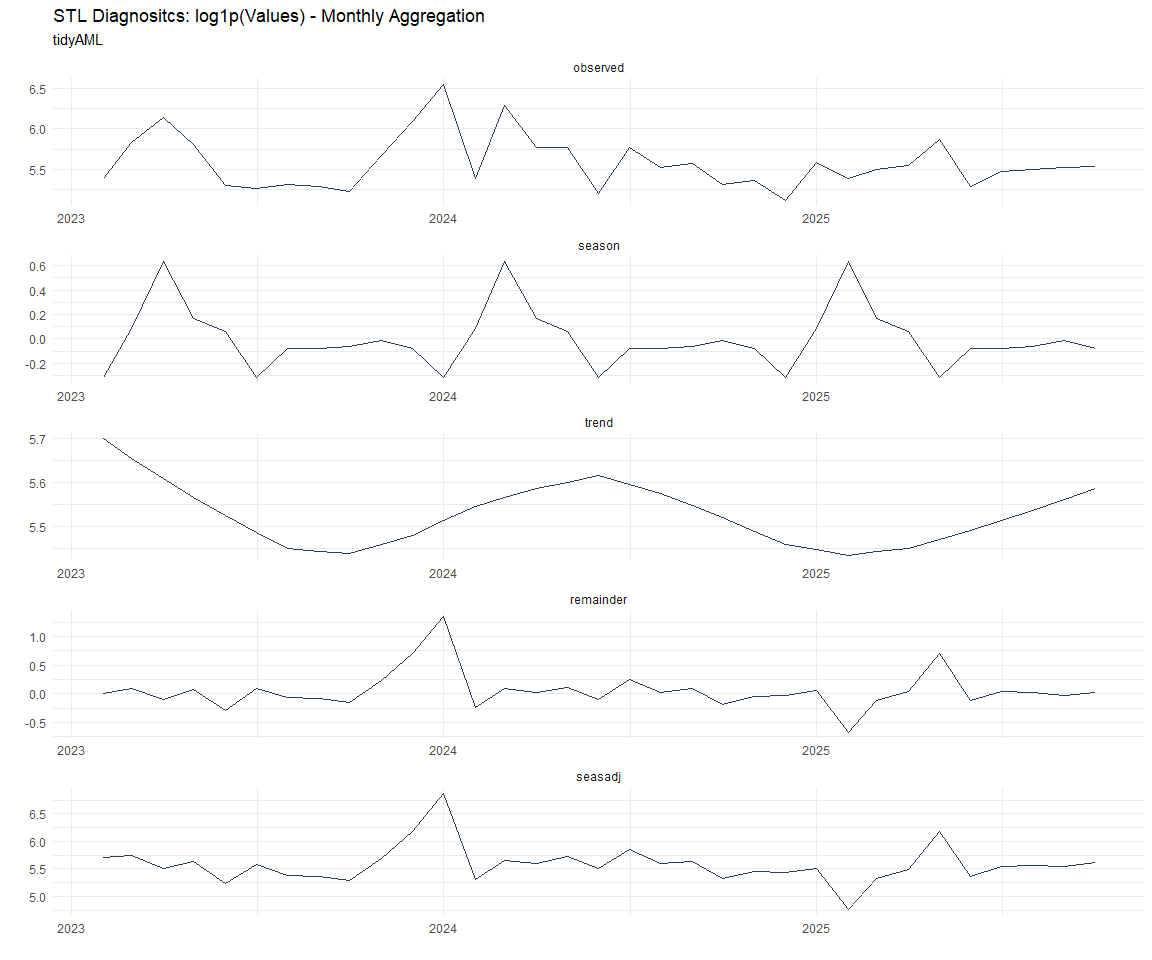 STL Diagnositcs: log1p(Values) - Monthly Aggregation
tidyAML
observed
6.5
6.0
5.5
2023 2024 2025
season
0.6
0.4
0.2
0.0
-0.2
2023 2024 2025
trend
5.7
5.6
5.5
2023 2024 2025
remainder
1.0
0.5
0.0
-0.5
2023 2024 2025
seasadj
6.5
6.0
5.5
5.0
2023 2024 2025